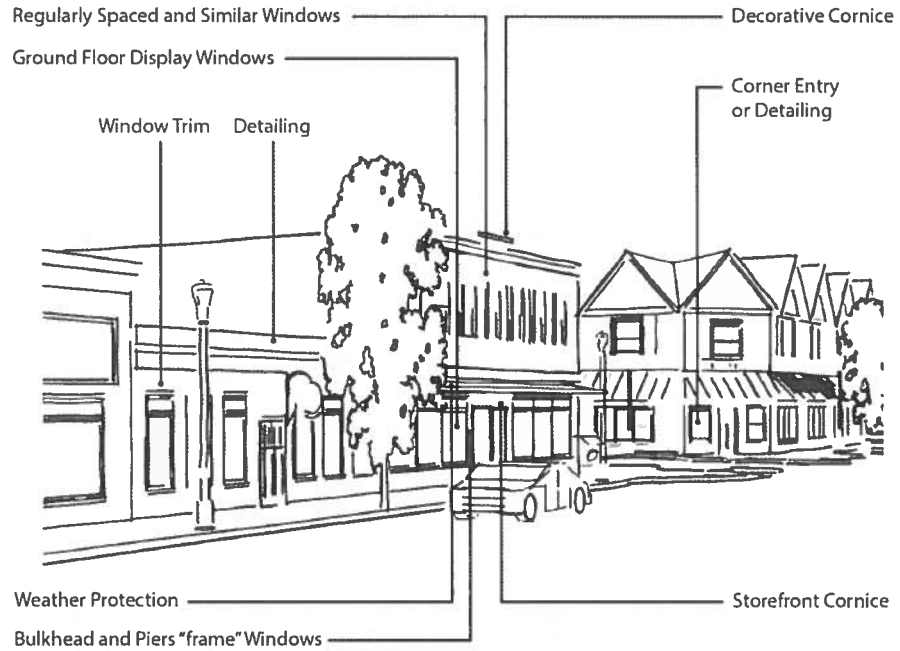 Regularly Spaced and Similar Windows
Decorative Cornice
Ground Floor Display Windows
Corner Entry
or Detailing
Window Trim
Detailing
Weather Protection
Storefront Cornice
Bulkhead and Piers “frame” Windows